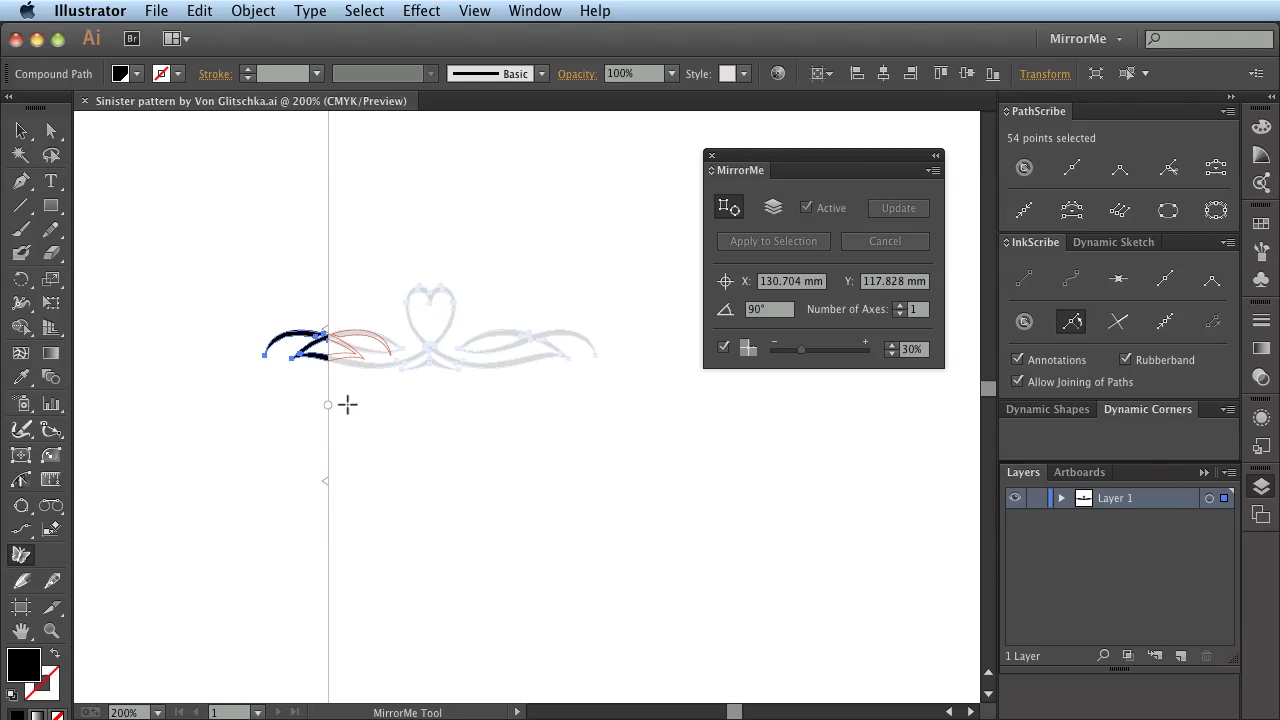 Illustrator File Edit Object Type Select Effect View Window Help
Ai Br MirrorMe
Compound Path Stroke: Basic Opacity: 100% Style: Transform
× Sinister pattern by Von Glitschka.ai @ 200% (CMYK/Preview)
PathScribe
54 points selected
MirrorMe
Active Update
Apply to Selection Cancel
X: 130.704 mm Y: 117.828 mm
90° Number of Axes: 1
30%
InkScribe Dynamic Sketch
Annotations Rubberband
Allow Joining of Paths
Dynamic Shapes Dynamic Corners
Layers Artboards
Layer 1
1 Layer
200% 1 MirrorMe Tool